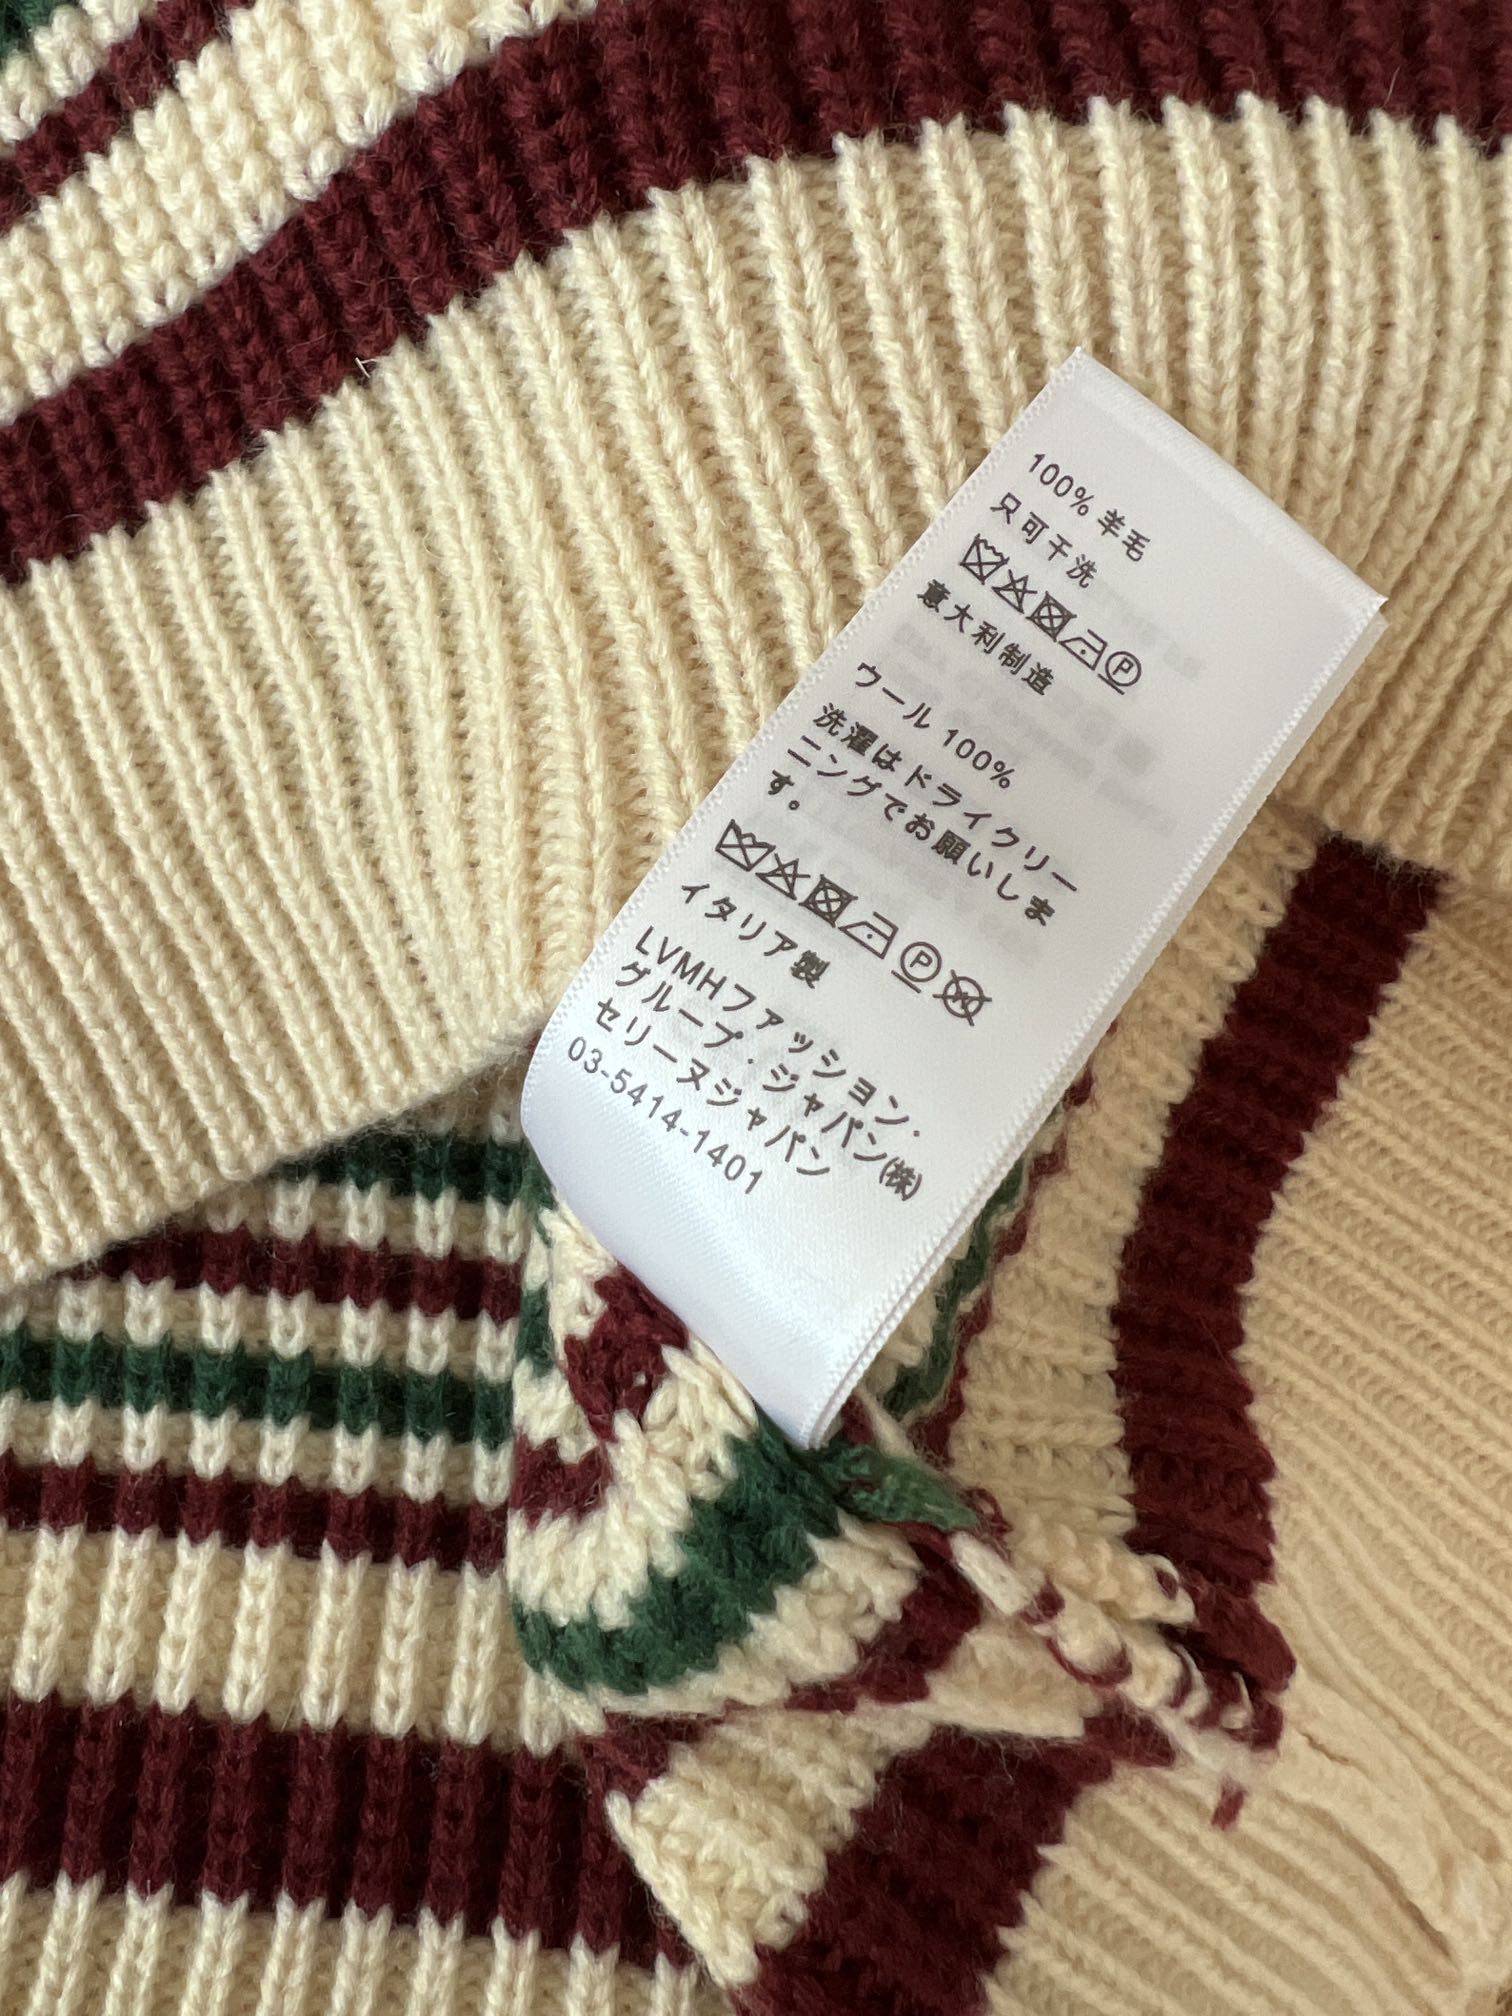 100% 羊毛
只可干洗
P
意大利制造
ウール 100%
洗濯はドライクリー
ニングでお願いしま
す。
P W
イタリア製
LVMHファッション・
グループ・ジャパン(株)
セリーヌジャパン
03-5414-1401